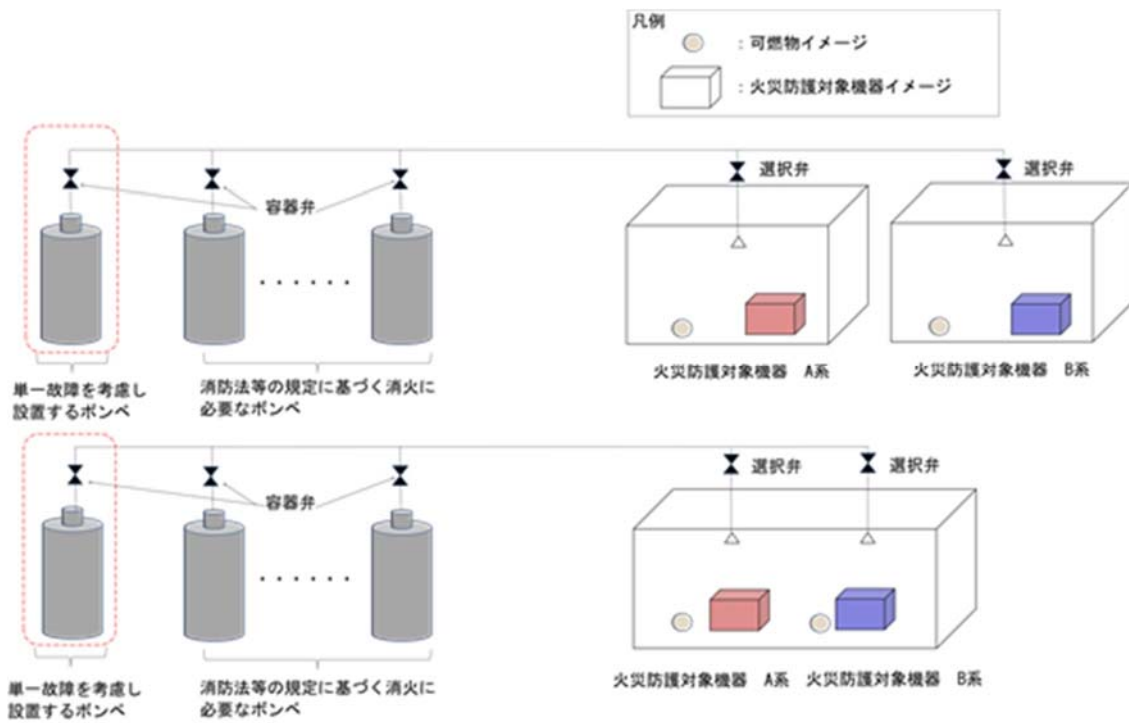 凡例
：可燃物イメージ
：火災防護対象機器イメージ
選択弁
選択弁
容器弁
・・・・・・
火災防護対象機器　A系
火災防護対象機器　B系
単一故障を考慮し
設置するボンベ
消防法等の規定に基づく消火に
必要なボンベ
選択弁
選択弁
容器弁
・・・・・・
火災防護対象機器　A系
火災防護対象機器　B系
単一故障を考慮し
設置するボンベ
消防法等の規定に基づく消火に
必要なボンベ